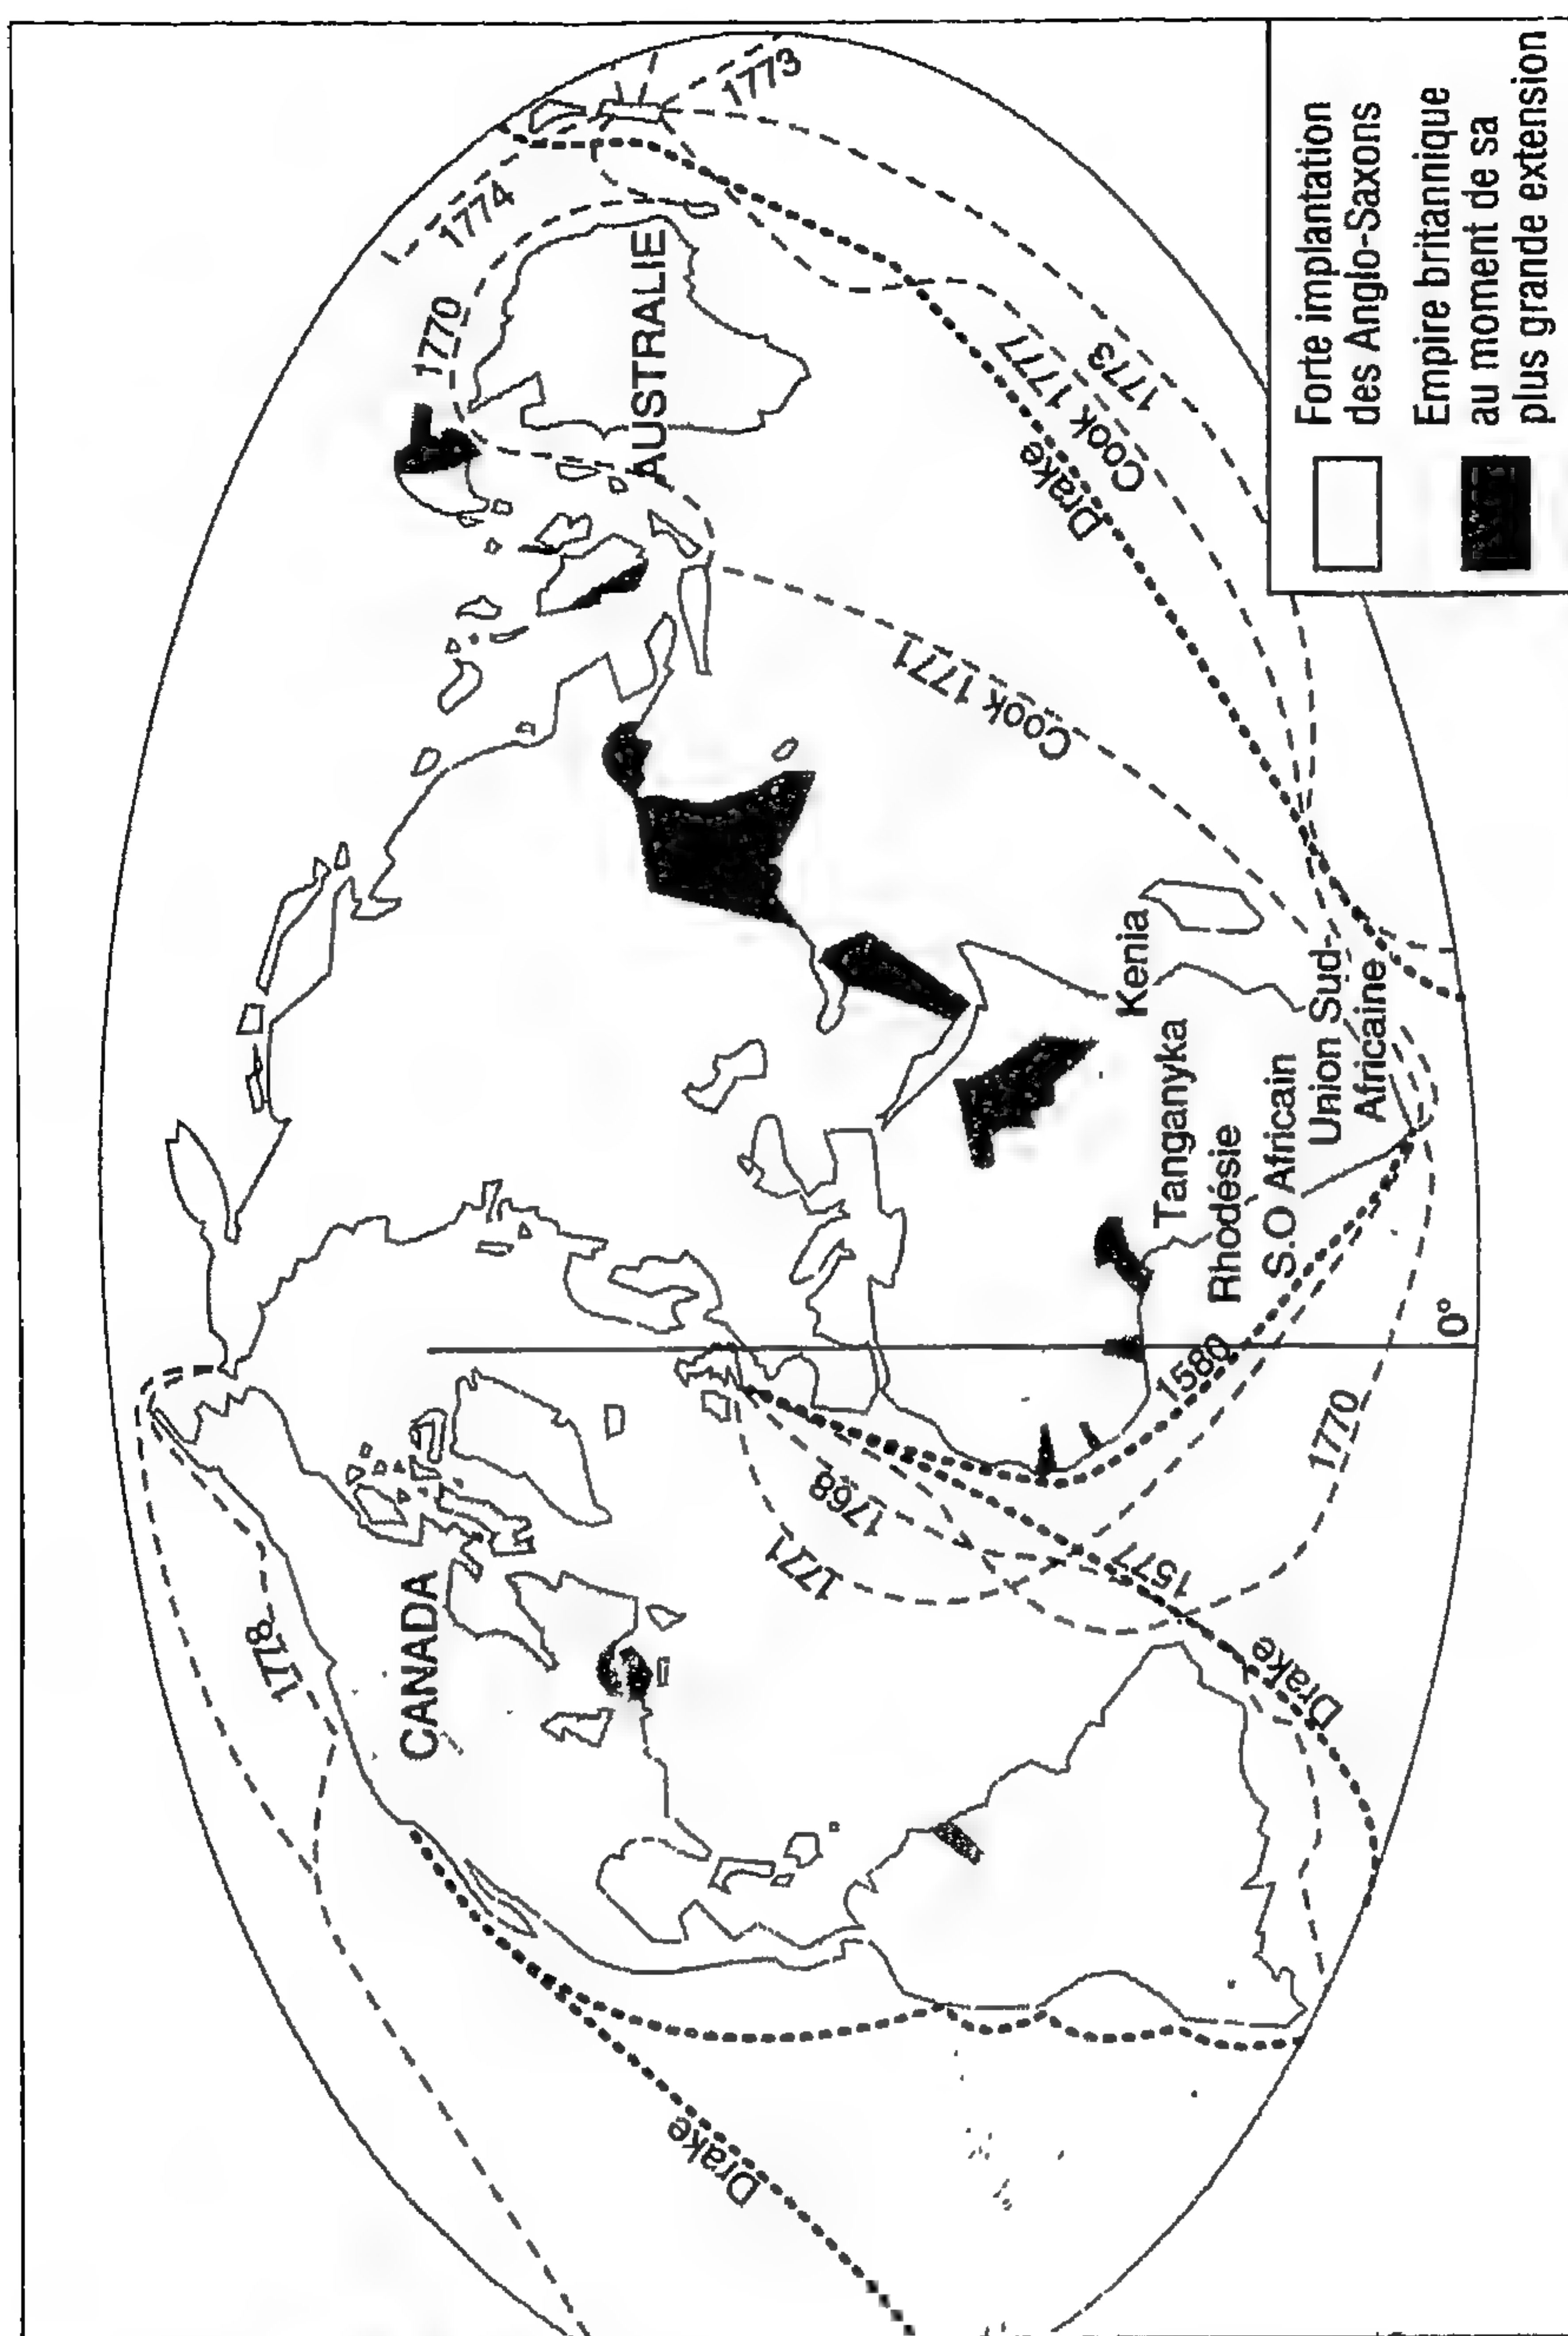 1773
1774
1770
AUSTRALIE
Drake
Cook 1777
1773
Cook 1771
Kenia
Tanganyka
Rhodésie
S.O Africain
Union Sud-
Africaine
0°
1580
1770
1768
1771
1577
Drake
CANADA
1778
Drake
Forte implantation
des Anglo-Saxons
Empire britannique
au moment de sa
plus grande extension